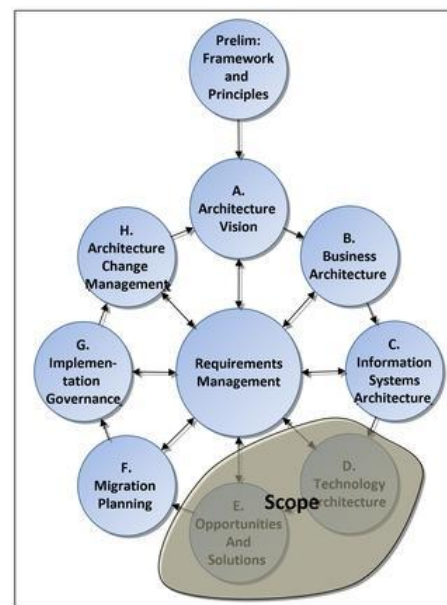 Prelim:
Framework
and
Principles
A.
Architecture
Vision
H.
Architecture
Change
Management
B.
Business
Architecture
G.
Implemen-
tation
Governance
Requirements
Management
C.
Information
Systems
Architecture
F.
Migration
Planning
E.
Opportunities
And
Solutions
Scope
D.
Technology
Architecture